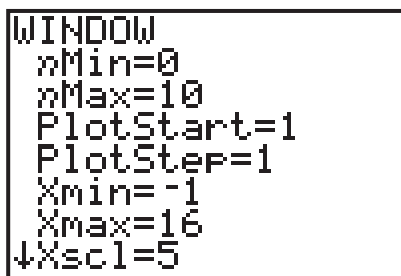 WINDOW
nMin=0
nMax=10
PlotStart=1
PlotStep=1
Xmin=-1
Xmax=16
↓Xscl=5